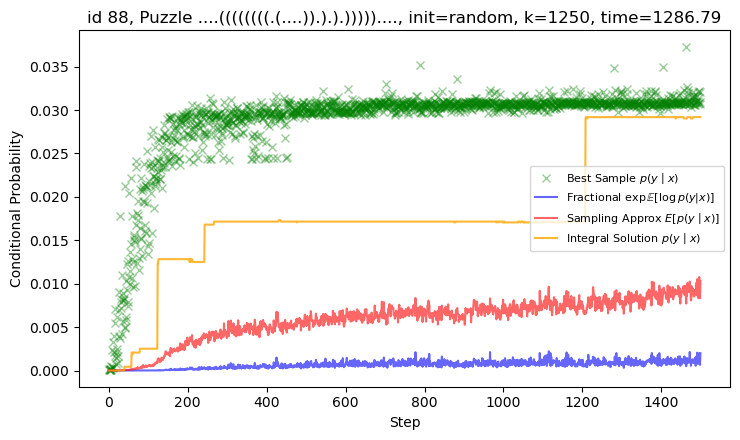 id 88, Puzzle ....((((((((.(....)).).).)))))...., init=random, k=1250, time=1286.79
Conditional Probability
0.035
0.030
0.025
0.020
0.015
0.010
0.005
0.000
Best Sample p(y | x)
Fractional exp 𝔼[log p(y|x)]
Sampling Approx E[p(y | x)]
Integral Solution p(y | x)
0 200 400 600 800 1000 1200 1400
Step